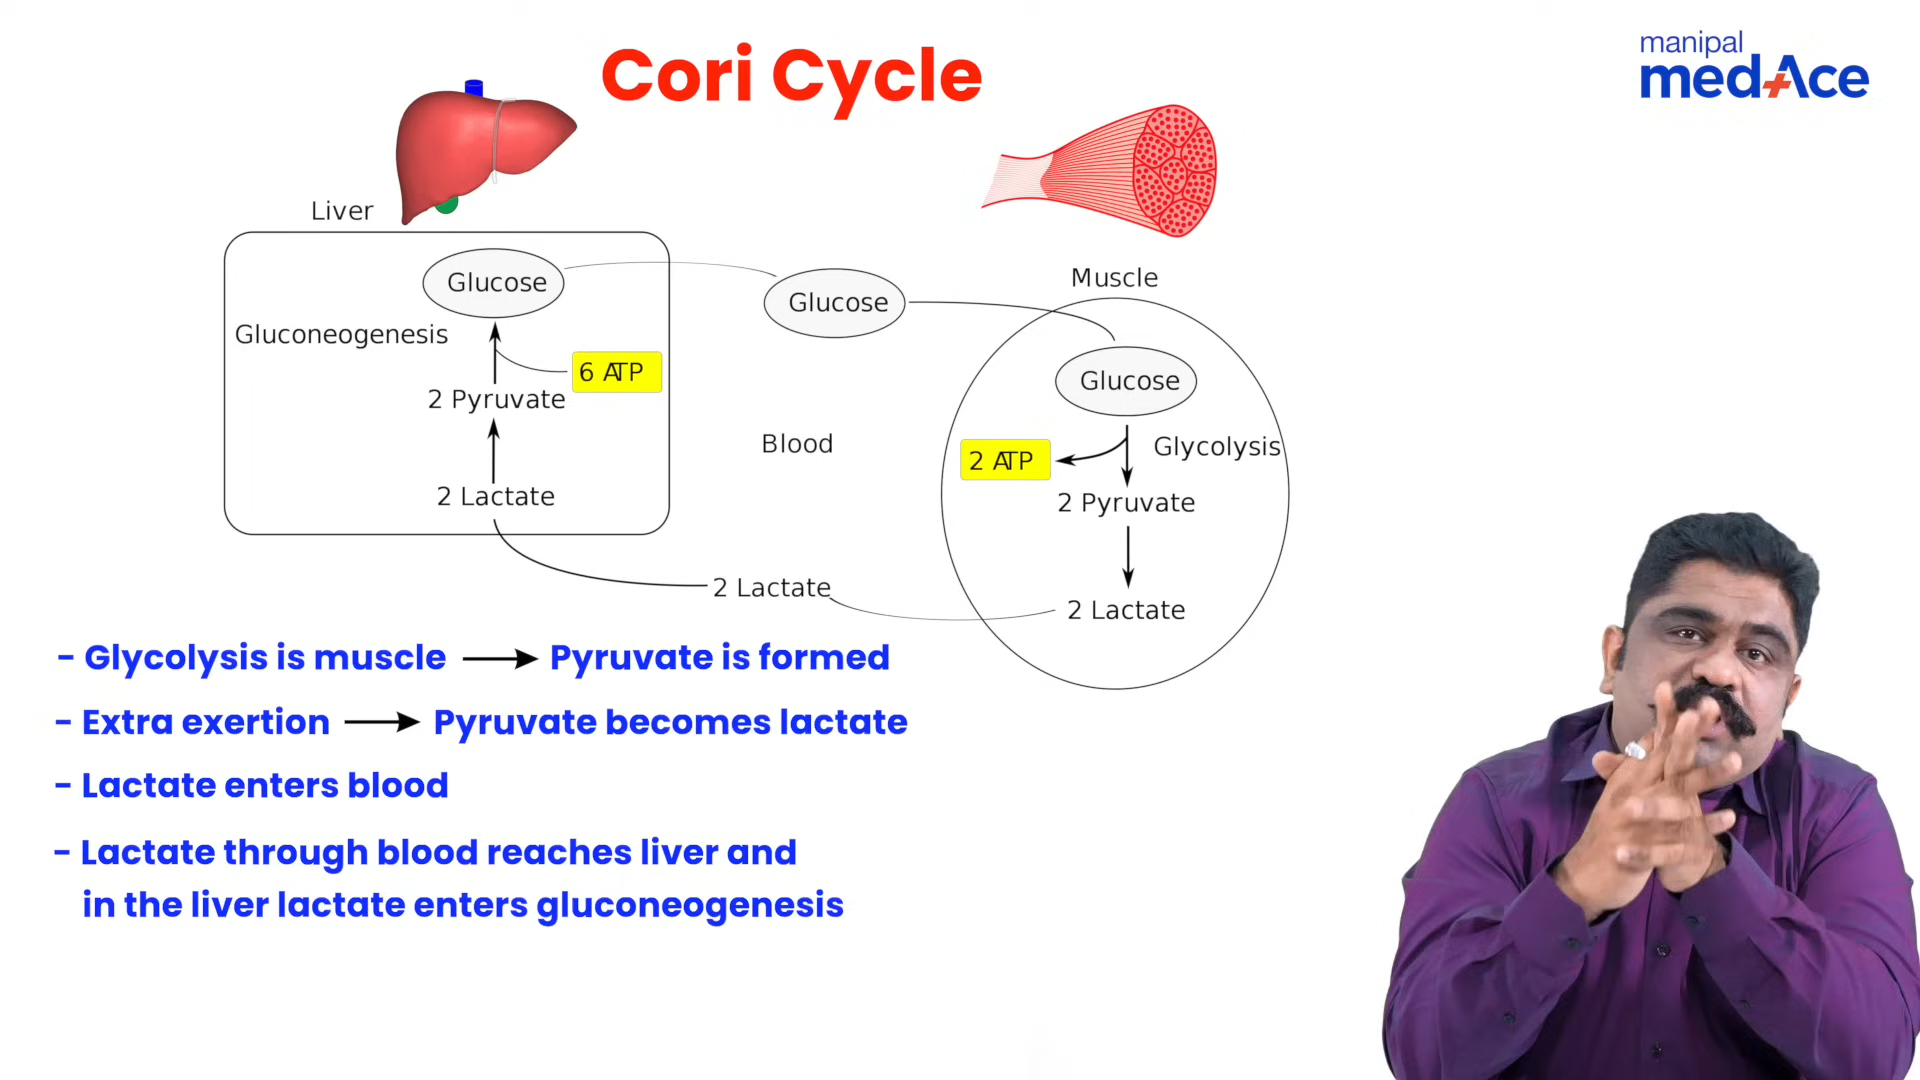 Cori Cycle
manipal
medAce
Liver
Glucose
Gluconeogenesis
6 ATP
2 Pyruvate
2 Lactate
Glucose
Blood
2 Lactate
Muscle
Glucose
2 ATP
Glycolysis
2 Pyruvate
2 Lactate
- Glycolysis is muscle → Pyruvate is formed
- Extra exertion → Pyruvate becomes lactate
- Lactate enters blood
- Lactate through blood reaches liver and
in the liver lactate enters gluconeogenesis